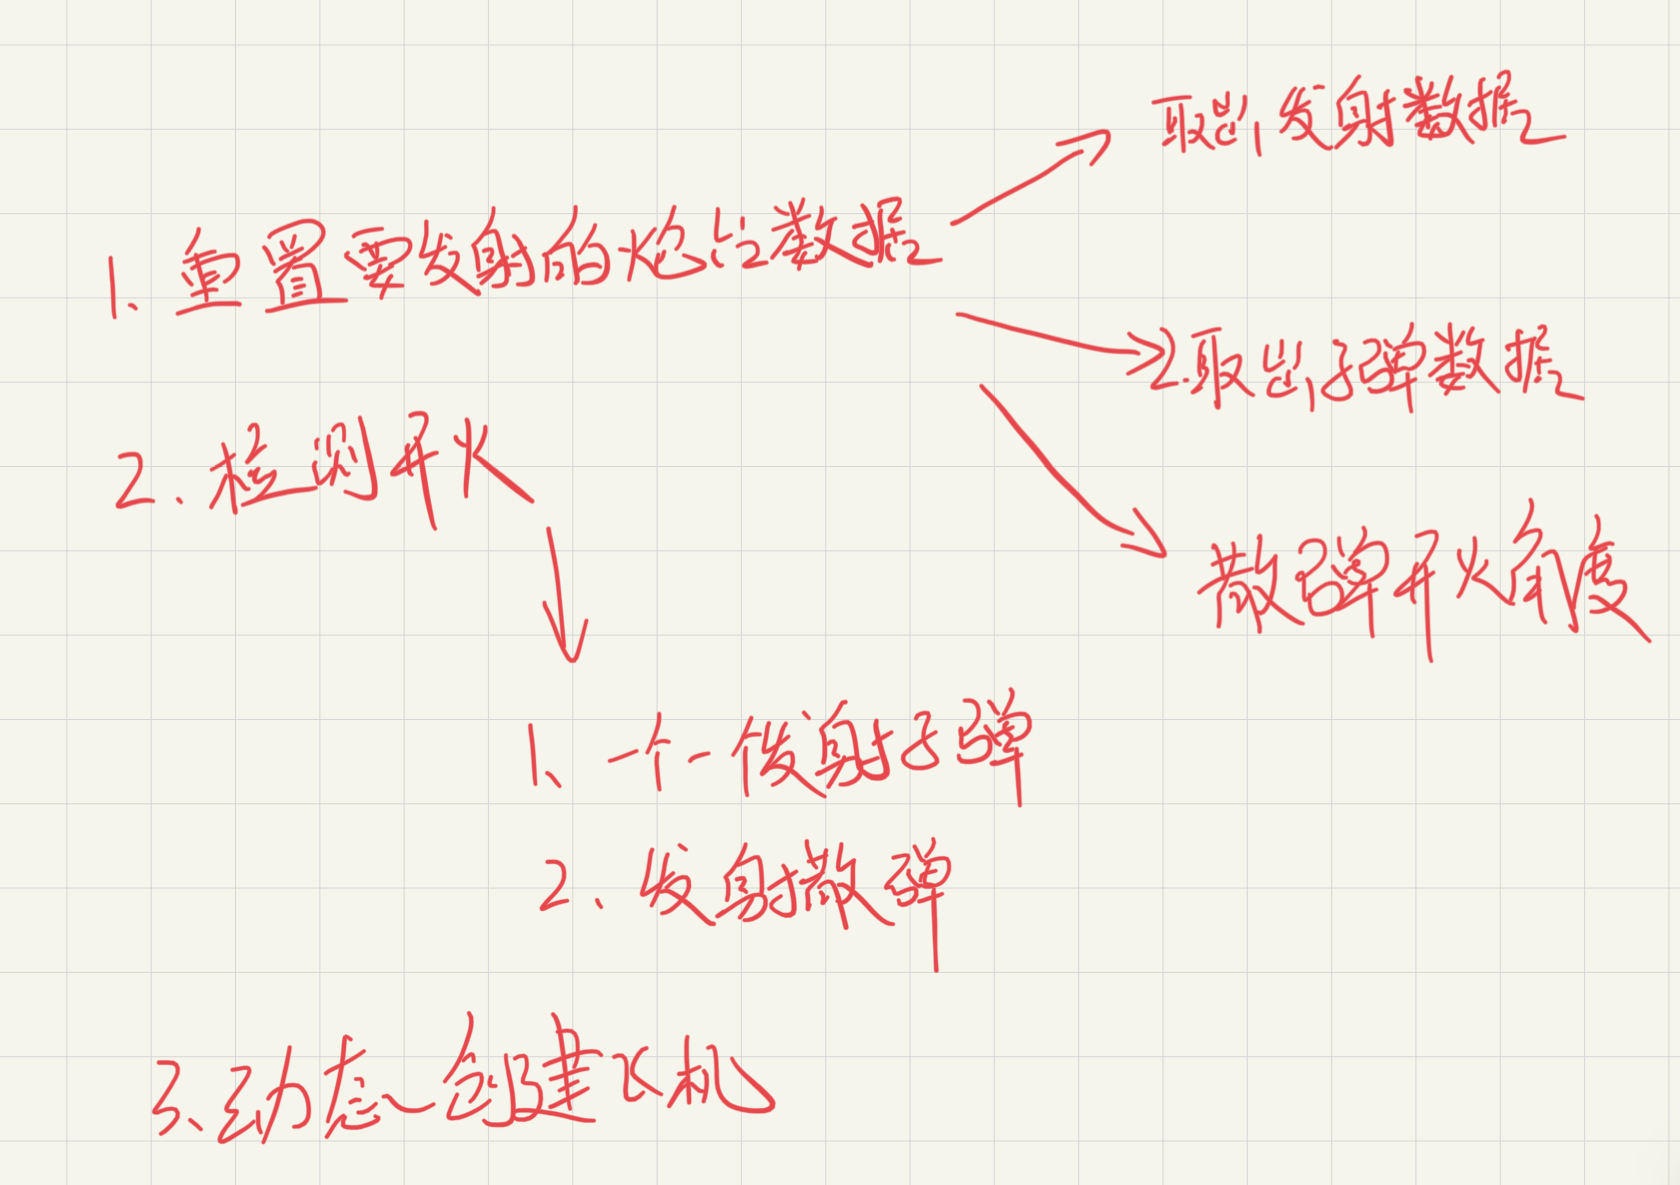 1、重置需发射的炮台数据
取出发射数据
2.取出子弹数据
散弹开火角度
2.检测开火
1、一个一发射子弹
2、发射散弹
3、动态创建飞机